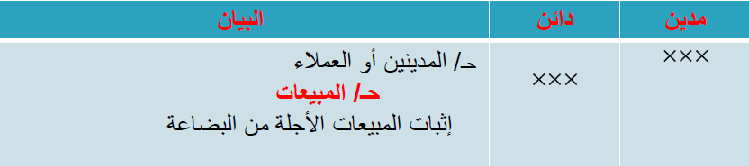 مدين دائن البيان
××× حـ/ المدينين أو العملاء
××× حـ/ المبيعات
إثبات المبيعات الأجلة من البضاعة